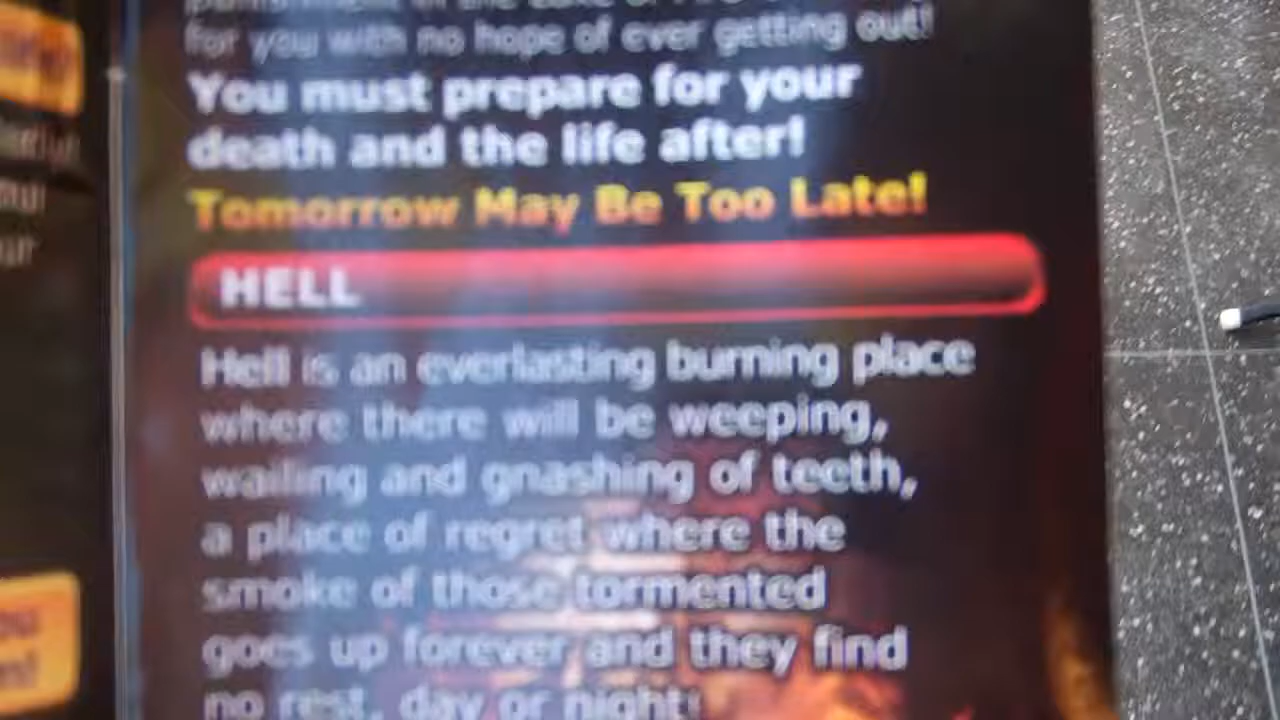 for you with no hope of ever getting out!
You must prepare for your
death and the life after!
Tomorrow May Be Too Late!
HELL
Hell is an everlasting burning place
where there will be weeping,
wailing and gnashing of teeth,
a place of regret where the
smoke of those tormented
goes up forever and they find
no rest, day or night!